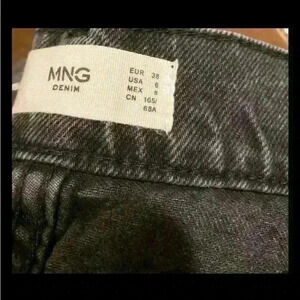 MNG
DENIM
EUR 38
USA 6
MEX 8
CN 165/
68A